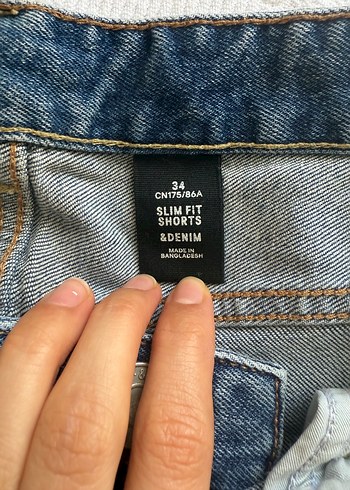 34
CN175/86A
SLIM FIT
SHORTS
&DENIM
MADE IN
BANGLADESH